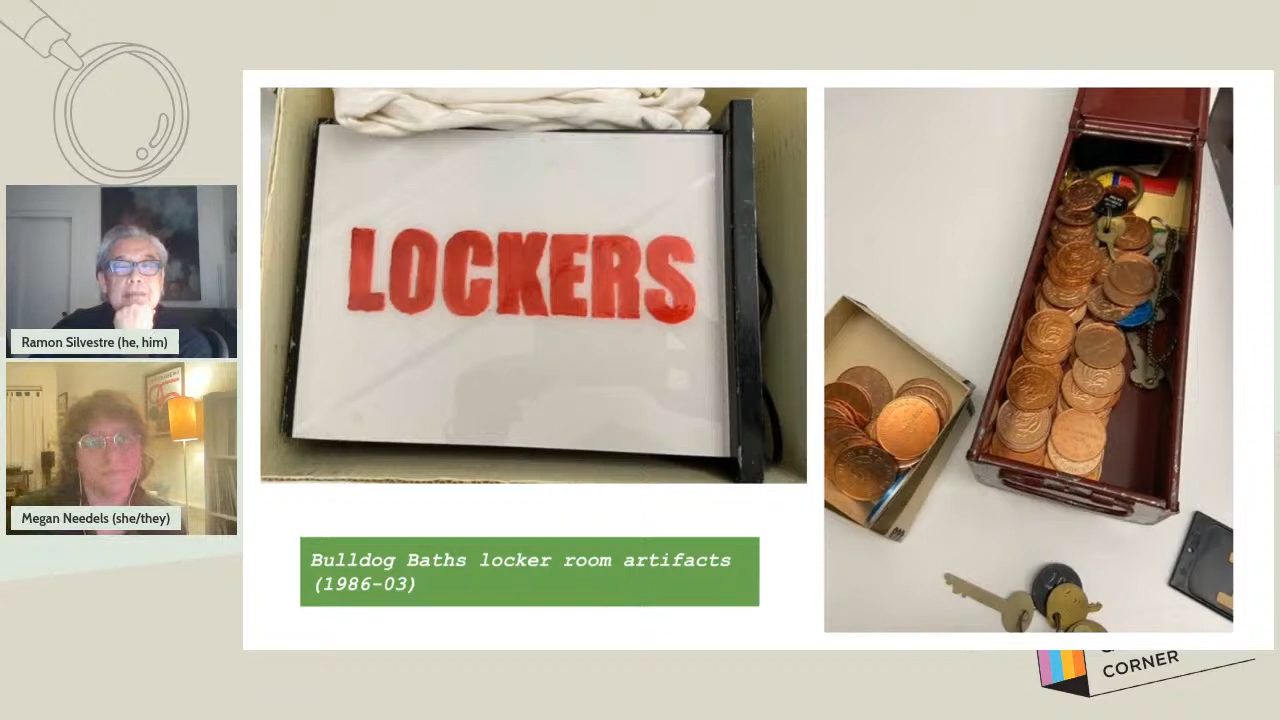 LOCKERS
Ramon Silvestre (he, him)
Megan Needels (she/they)
Bulldog Baths locker room artifacts
(1986-03)
CORNER